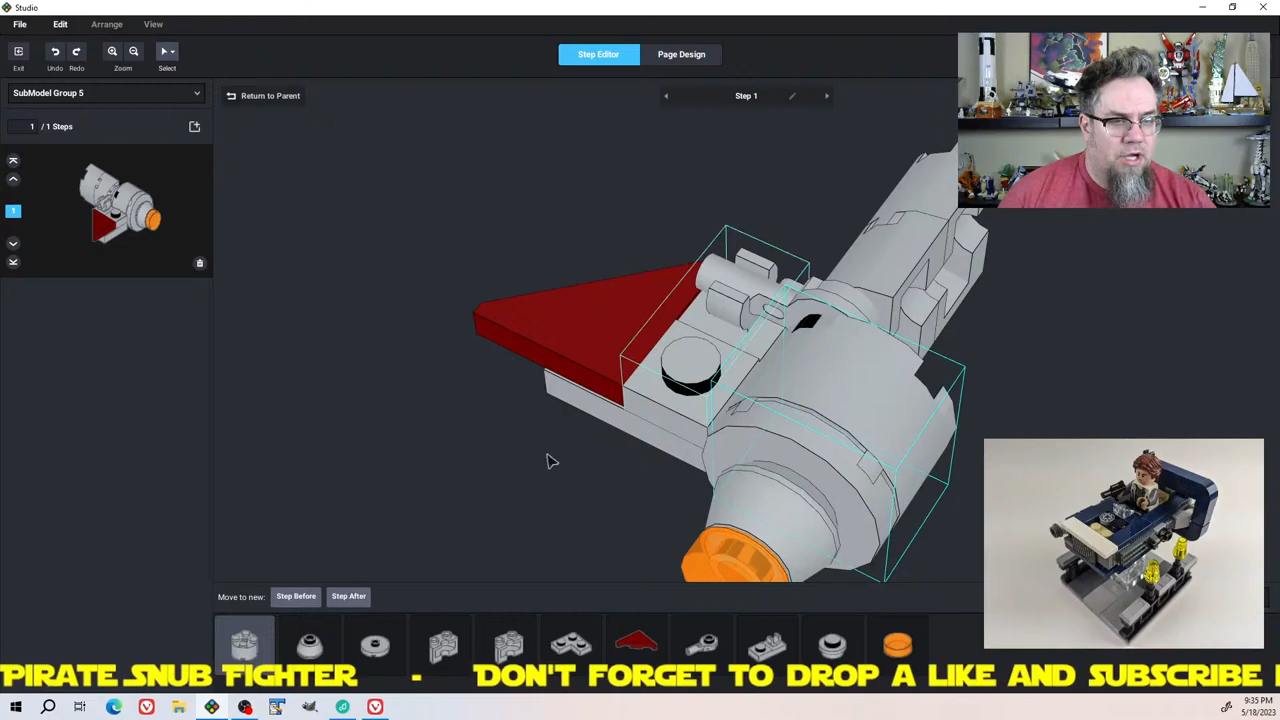 Studio
File Edit Arrange View
Exit Undo Redo Zoom Select
Step Editor Page Design
SubModel Group 5
Return to Parent
Step 1
1 / 1 Steps
1
Move to new: Step Before Step After
PIRATE SNUB FIGHTER - DON'T FORGET TO DROP A LIKE AND SUBSCRIBE
9:35 PM
5/18/2023